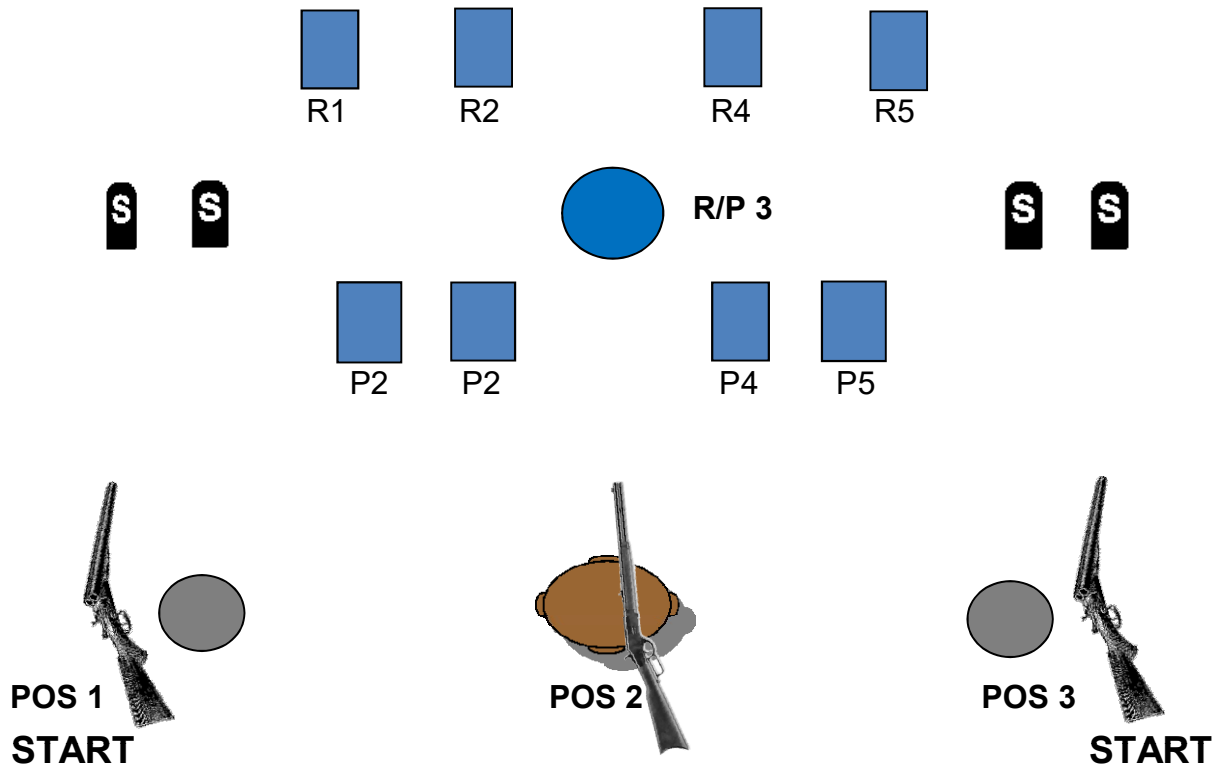 R1 R2 R4 R5
S S R/P 3 S S
P2 P2 P4 P5
POS 1 POS 2 POS 3
START START